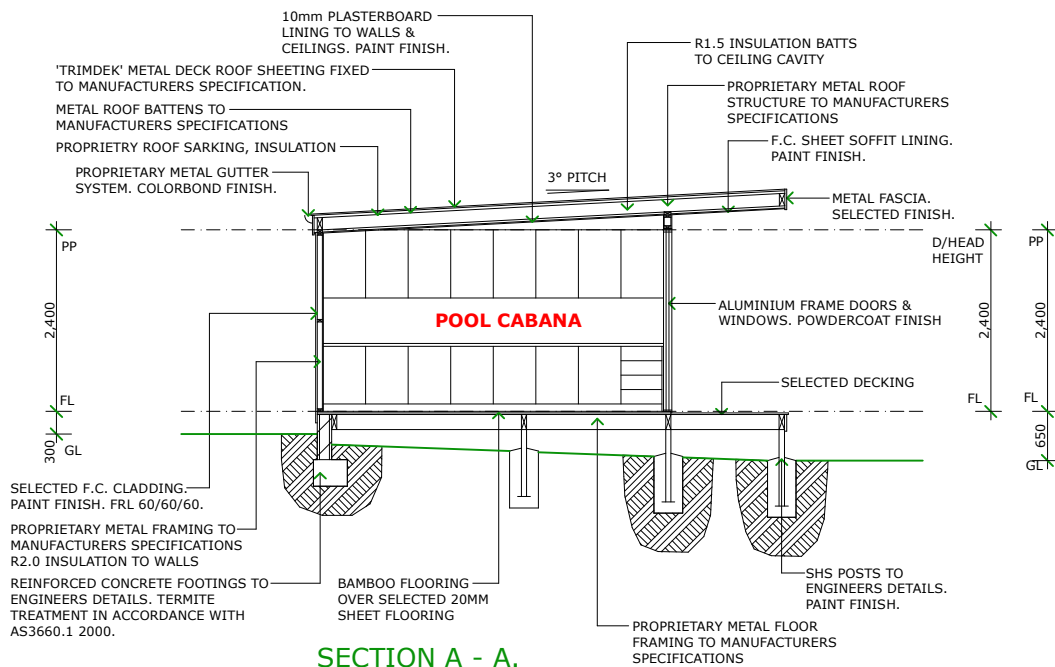 10mm PLASTERBOARD
LINING TO WALLS &
CEILINGS. PAINT FINISH.
R1.5 INSULATION BATTS
TO CEILING CAVITY
'TRIMDEK' METAL DECK ROOF SHEETING FIXED
TO MANUFACTURERS SPECIFICATION.
PROPRIETARY METAL ROOF
STRUCTURE TO MANUFACTURERS
SPECIFICATIONS
METAL ROOF BATTENS TO
MANUFACTURERS SPECIFICATIONS
F.C. SHEET SOFFIT LINING.
PAINT FINISH.
PROPRIETRY ROOF SARKING, INSULATION
PROPRIETARY METAL GUTTER
SYSTEM. COLORBOND FINISH.
3° PITCH
METAL FASCIA.
SELECTED FINISH.
PP
D/HEAD
HEIGHT
PP
2,400
POOL CABANA
ALUMINIUM FRAME DOORS &
WINDOWS. POWDERCOAT FINISH
2,400
2,400
SELECTED DECKING
FL
FL
FL
300
GL
650
GL
SELECTED F.C. CLADDING.
PAINT FINISH. FRL 60/60/60.
PROPRIETARY METAL FRAMING TO
MANUFACTURERS SPECIFICATIONS
R2.0 INSULATION TO WALLS
REINFORCED CONCRETE FOOTINGS TO
ENGINEERS DETAILS. TERMITE
TREATMENT IN ACCORDANCE WITH
AS3660.1 2000.
BAMBOO FLOORING
OVER SELECTED 20MM
SHEET FLOORING
SHS POSTS TO
ENGINEERS DETAILS.
PAINT FINISH.
PROPRIETARY METAL FLOOR
FRAMING TO MANUFACTURERS
SPECIFICATIONS
SECTION A - A.